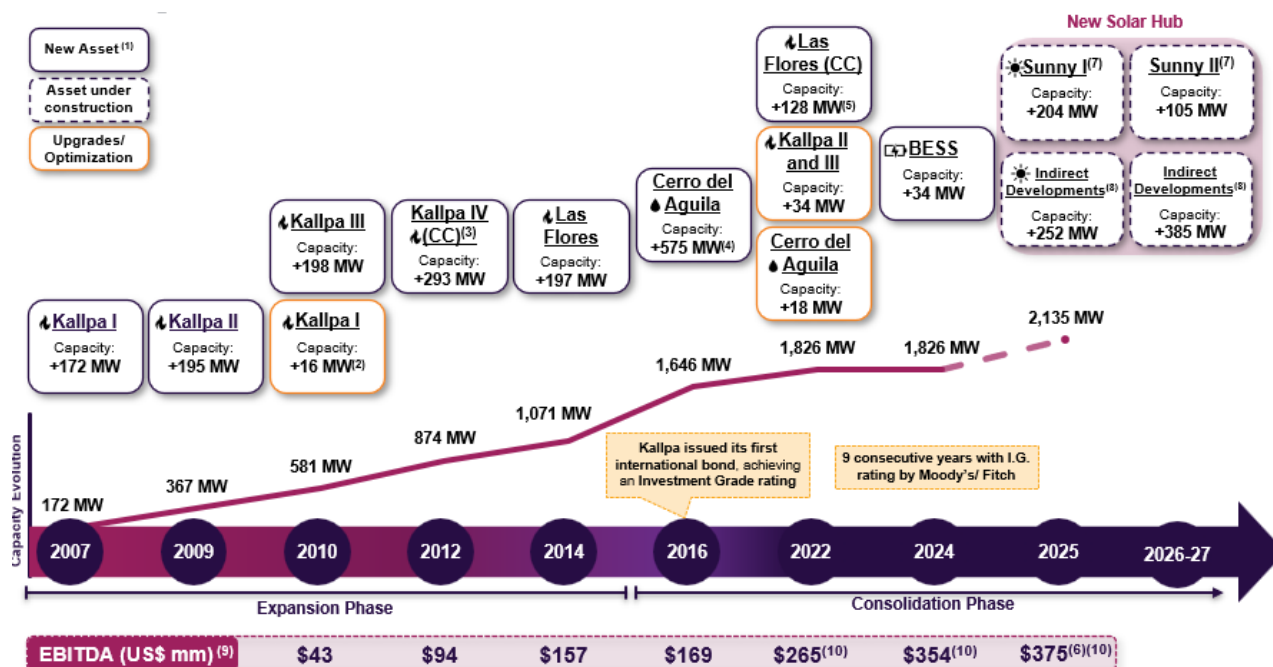 New Solar Hub
New Asset (1)
Asset under
construction
Upgrades/
Optimization
Kallpa I
Capacity:
+172 MW
Kallpa II
Capacity:
+195 MW
Kallpa III
Capacity:
+198 MW
Kallpa I
Capacity:
+16 MW(2)
Kallpa IV
(CC)(3)
Capacity:
+293 MW
Las
Flores
Capacity:
+197 MW
Cerro del
Aguila
Capacity:
+575 MW(4)
Las
Flores (CC)
Capacity:
+128 MW(5)
Kallpa II
and III
Capacity:
+34 MW
Cerro del
Aguila
Capacity:
+18 MW
BESS
Capacity:
+34 MW
Sunny I(7)
Capacity:
+204 MW
Sunny II(7)
Capacity:
+105 MW
Indirect
Developments(8)
Capacity:
+252 MW
Indirect
Developments(8)
Capacity:
+385 MW
Capacity Evolution
172 MW
367 MW
581 MW
874 MW
1,071 MW
1,646 MW
1,826 MW
1,826 MW
2,135 MW
Kallpa issued its first
international bond, achieving
an Investment Grade rating
9 consecutive years with I.G.
rating by Moody's/ Fitch
2007 2009 2010 2012 2014 2016 2022 2024 2025 2026-27
Expansion Phase Consolidation Phase
EBITDA (US$ mm) (9) $43 $94 $157 $169 $265(10) $354(10) $375(6)(10)